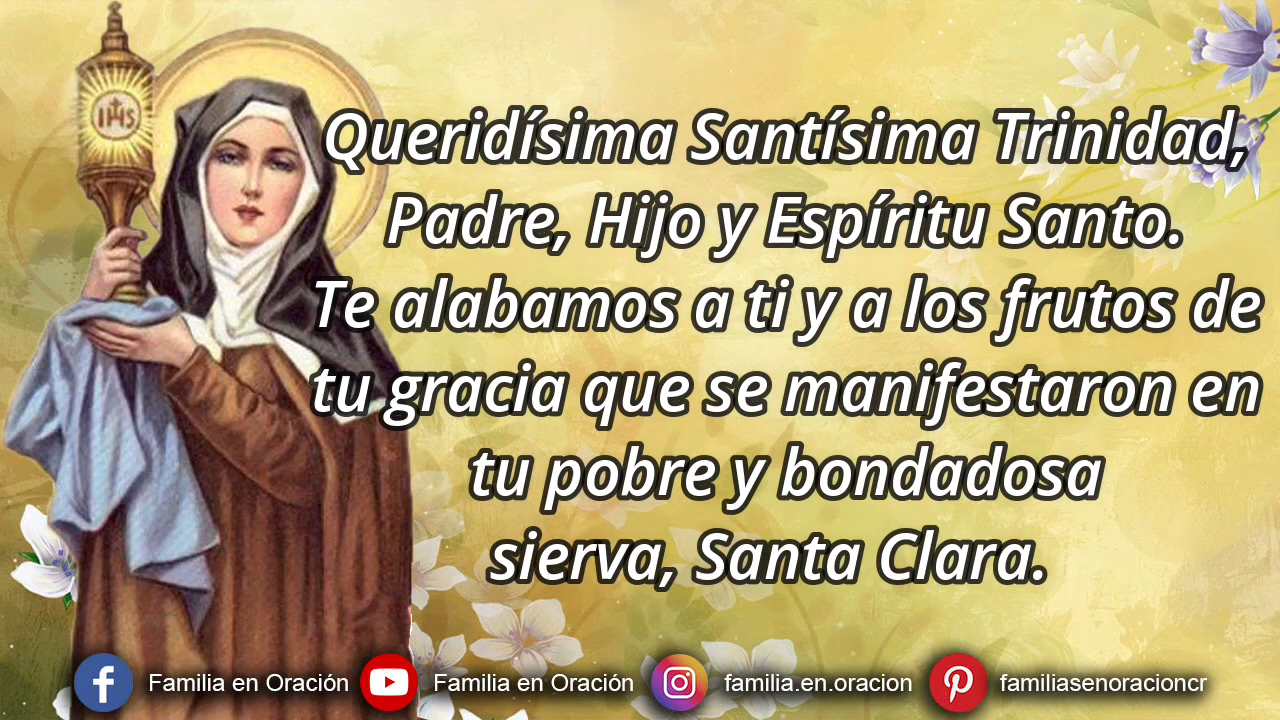 IHS
Queridísima Santísima Trinidad,
Padre, Hijo y Espíritu Santo.
Te alabamos a ti y a los frutos de
tu gracia que se manifestaron en
tu pobre y bondadosa
sierva, Santa Clara.
Familia en Oración
Familia en Oración
familia.en.oracion
familiasenoracioncr